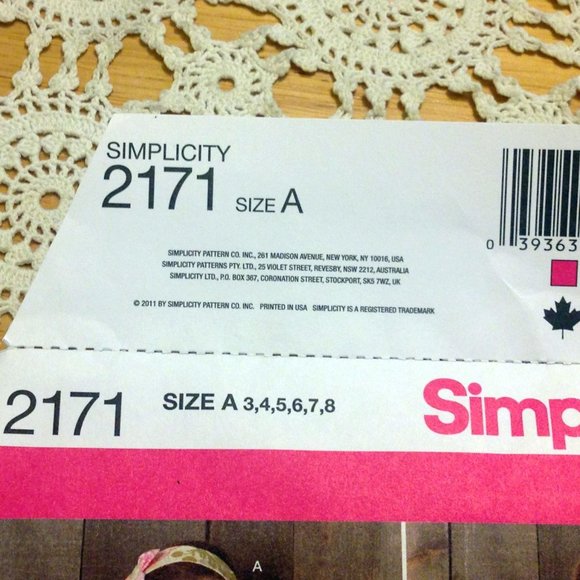 SIMPLICITY
2171 SIZE A
SIMPLICITY PATTERN CO. INC., 261 MADISON AVENUE, NEW YORK, NY 10016, USA
SIMPLICITY PATTERNS PTY. LTD., 25 VIOLET STREET, REVESBY, NSW 2212, AUSTRALIA
SIMPLICITY LTD., P.O. BOX 367, CORONATION STREET, STOCKPORT, SK5 7WZ, UK
© 2011 BY SIMPLICITY PATTERN CO. INC. PRINTED IN USA SIMPLICITY IS A REGISTERED TRADEMARK
0 39363
2171 SIZE A 3,4,5,6,7,8 Simp
A